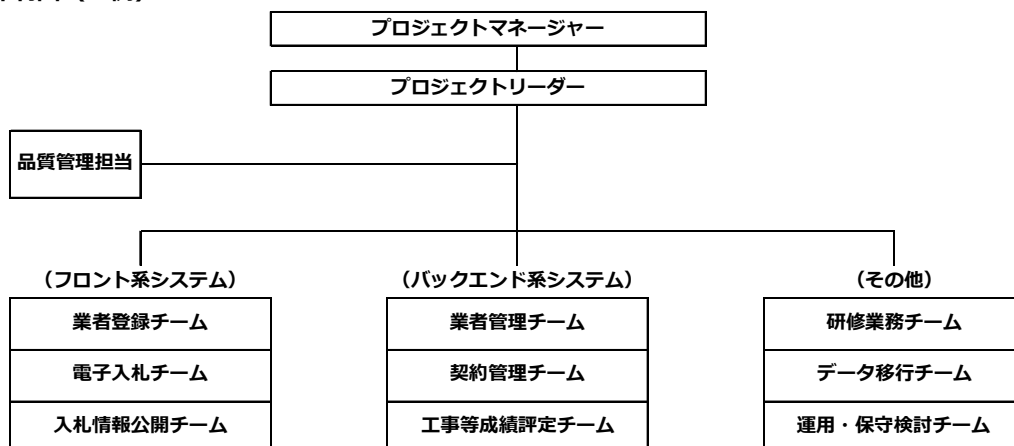 プロジェクトマネージャー
プロジェクトリーダー
品質管理担当
(フロント系システム)
業者登録チーム
電子入札チーム
入札情報公開チーム
(バックエンド系システム)
業者管理チーム
契約管理チーム
工事等成績評定チーム
(その他)
研修業務チーム
データ移行チーム
運用・保守検討チーム